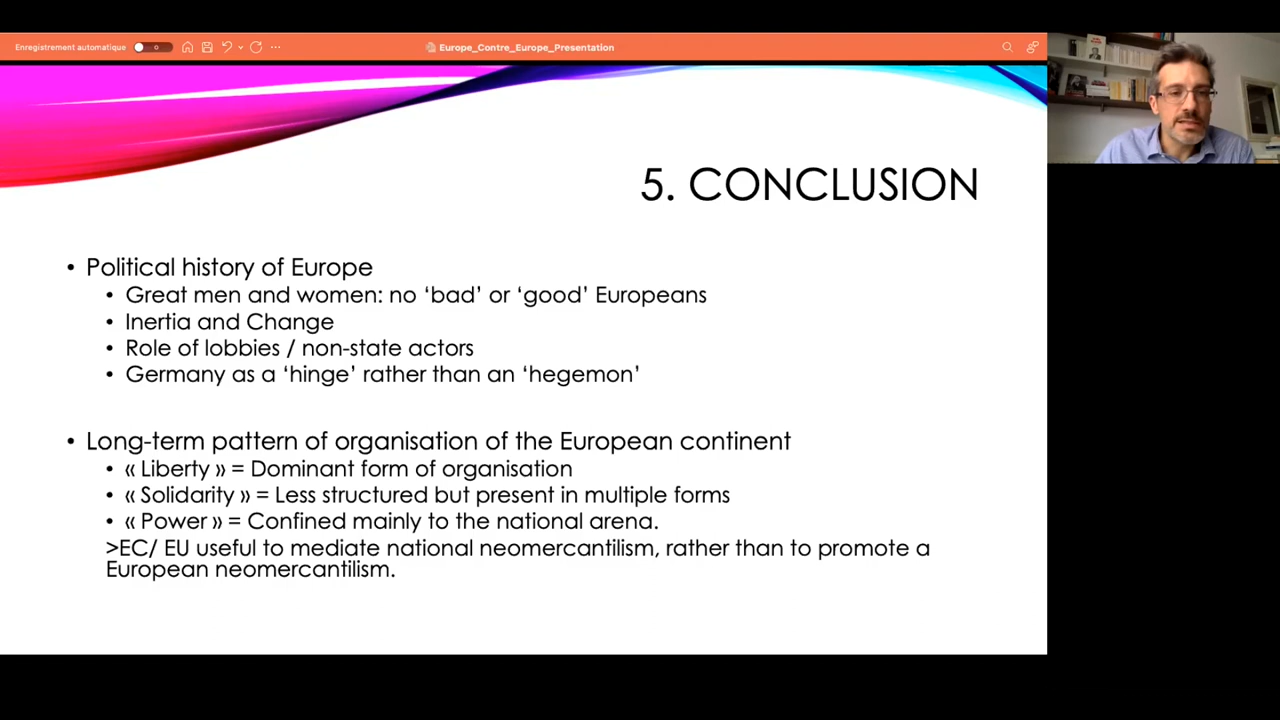 Enregistrement automatique
Europe_Contre_Europe_Presentation
5. CONCLUSION
• Political history of Europe
• Great men and women: no ‘bad’ or ‘good’ Europeans
• Inertia and Change
• Role of lobbies / non-state actors
• Germany as a ‘hinge’ rather than an ‘hegemon’
• Long-term pattern of organisation of the European continent
• « Liberty » = Dominant form of organisation
• « Solidarity » = Less structured but present in multiple forms
• « Power » = Confined mainly to the national arena.
>EC/ EU useful to mediate national neomercantilism, rather than to promote a
European neomercantilism.